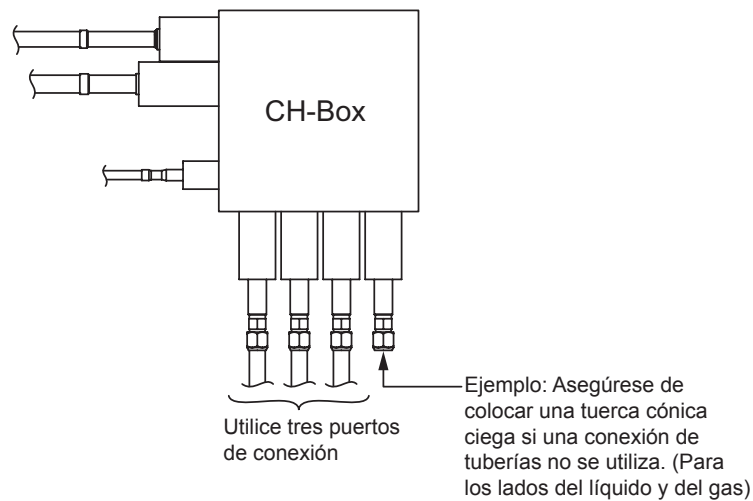 CH-Box
Utilice tres puertos
de conexión
Ejemplo: Asegúrese de
colocar una tuerca cónica
ciega si una conexión de
tuberías no se utiliza. (Para
los lados del líquido y del gas)